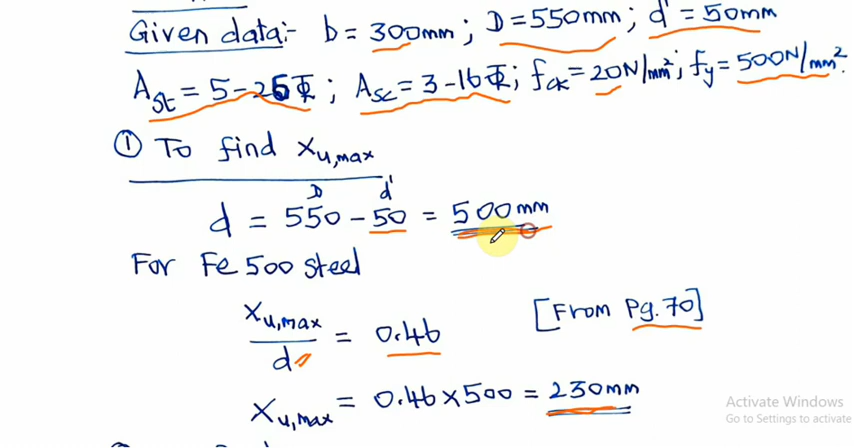 Given data:- b = 300mm ; D = 550mm ; d' = 50mm
Ast = 5-25Φ ; Asc = 3-16Φ ; fck = 20N/mm² ; fy = 500N/mm².
① To find xu,max
D d'
d = 550 - 50 = 500mm
For Fe 500 steel
xu,max/d = 0.46 [From Pg.70]
xu,max = 0.46×500 = 230mm
Activate Windows
Go to Settings to activate